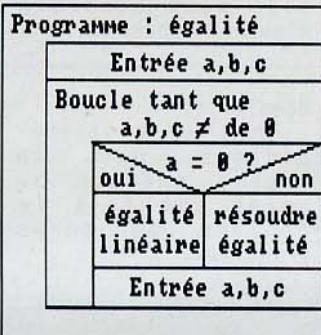 Programme : égalité
Entrée a,b,c
Boucle tant que
a,b,c ≠ de 0
a = 0 ?
oui non
égalité résoudre
linéaire égalité
Entrée a,b,c